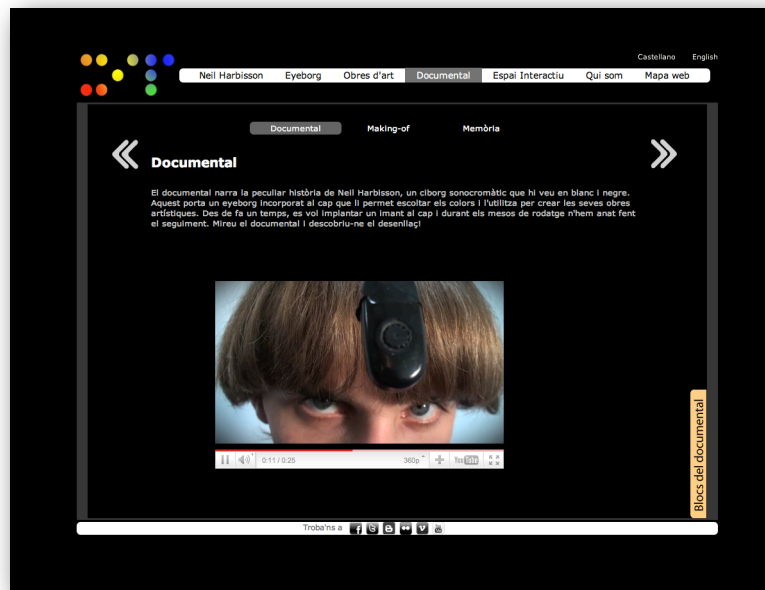 Castellano English
Neil Harbisson Eyeborg Obres d'art Documental Espai Interactiu Qui som Mapa web
Documental Making-of Memòria
Documental
El documental narra la peculiar història de Neil Harbisson, un ciborg sonocromàtic que hi veu en blanc i negre.
Aquest porta un eyeborg incorporat al cap que li permet escoltar els colors i l'utilitza per crear les seves obres
artístiques. Des de fa un temps, es vol implantar un imant al cap i durant els mesos de rodatge n'hem anat fent
el seguiment. Mireu el documental i descobriu-ne el desenllaç!
0:11 / 0:25 360p YouTube
Blocs del documental
Troba'ns a